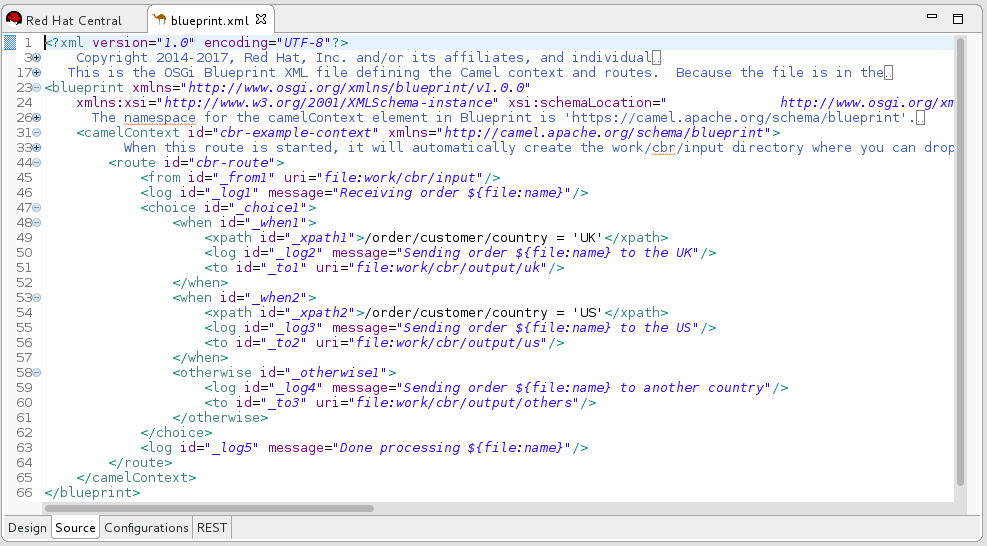 Red Hat Central blueprint.xml
1 <?xml version="1.0" encoding="UTF-8"?>
3 Copyright 2014-2017, Red Hat, Inc. and/or its affiliates, and individual..
17 This is the OSGi Blueprint XML file defining the Camel context and routes.  Because the file is in the..
23 <blueprint xmlns="http://www.osgi.org/xmlns/blueprint/v1.0.0"
24     xmlns:xsi="http://www.w3.org/2001/XMLSchema-instance" xsi:schemaLocation="              http://www.osgi.org/xm
26 The namespace for the camelContext element in Blueprint is 'https://camel.apache.org/schema/blueprint'...
31     <camelContext id="cbr-example-context" xmlns="http://camel.apache.org/schema/blueprint">
33 When this route is started, it will automatically create the work/cbr/input directory where you can drop
44         <route id="cbr-route">
45             <from id="_from1" uri="file:work/cbr/input"/>
46             <log id="_log1" message="Receiving order ${file:name}"/>
47             <choice id="_choice1">
48                 <when id="_when1">
49                     <xpath id="_xpath1">/order/customer/country = 'UK'</xpath>
50                     <log id="_log2" message="Sending order ${file:name} to the UK"/>
51                     <to id="_to1" uri="file:work/cbr/output/uk"/>
52                 </when>
53                 <when id="_when2">
54                     <xpath id="_xpath2">/order/customer/country = 'US'</xpath>
55                     <log id="_log3" message="Sending order ${file:name} to the US"/>
56                     <to id="_to2" uri="file:work/cbr/output/us"/>
57                 </when>
58                 <otherwise id="_otherwise1">
59                     <log id="_log4" message="Sending order ${file:name} to another country"/>
60                     <to id="_to3" uri="file:work/cbr/output/others"/>
61                 </otherwise>
62             </choice>
63             <log id="_log5" message="Done processing ${file:name}"/>
64         </route>
65     </camelContext>
66 </blueprint>
Design Source Configurations REST